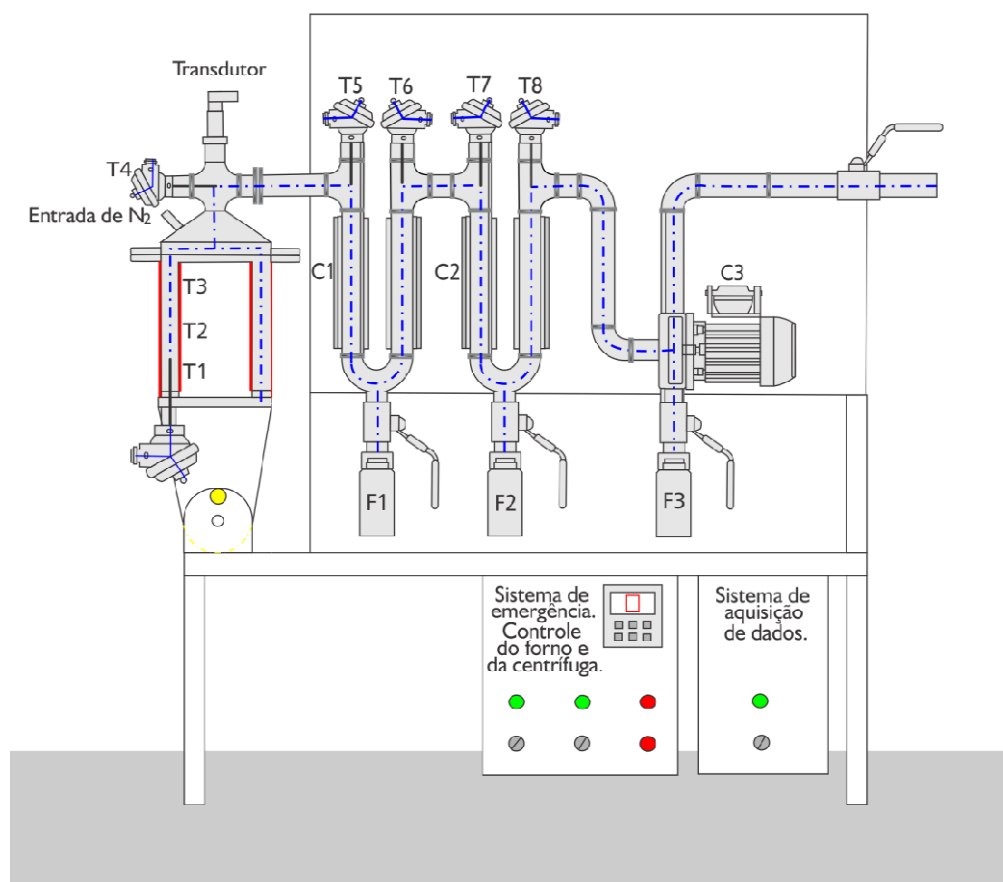 Transdutor
T5
T6
T7
T8
T4
Entrada de N₂
C1
C2
C3
T3
T2
T1
F1
F2
F3
Sistema de
emergência.
Controle
do forno e
da centrífuga.
Sistema de
aquisição
de dados.